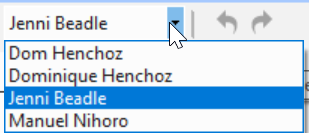 Jenni Beadle
Dom Henchoz
Dominique Henchoz
Jenni Beadle
Manuel Nihoro